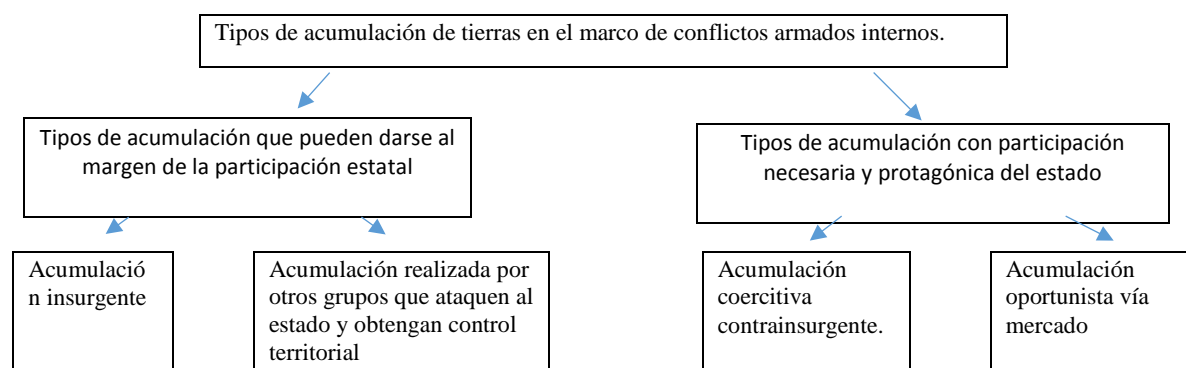 Tipos de acumulación de tierras en el marco de conflictos armados internos.
Tipos de acumulación que pueden darse al
margen de la participación estatal
Tipos de acumulación con participación
necesaria y protagónica del estado
Acumulació
n insurgente
Acumulación realizada por
otros grupos que ataquen al
estado y obtengan control
territorial
Acumulación
coercitiva
contrainsurgente.
Acumulación
oportunista vía
mercado